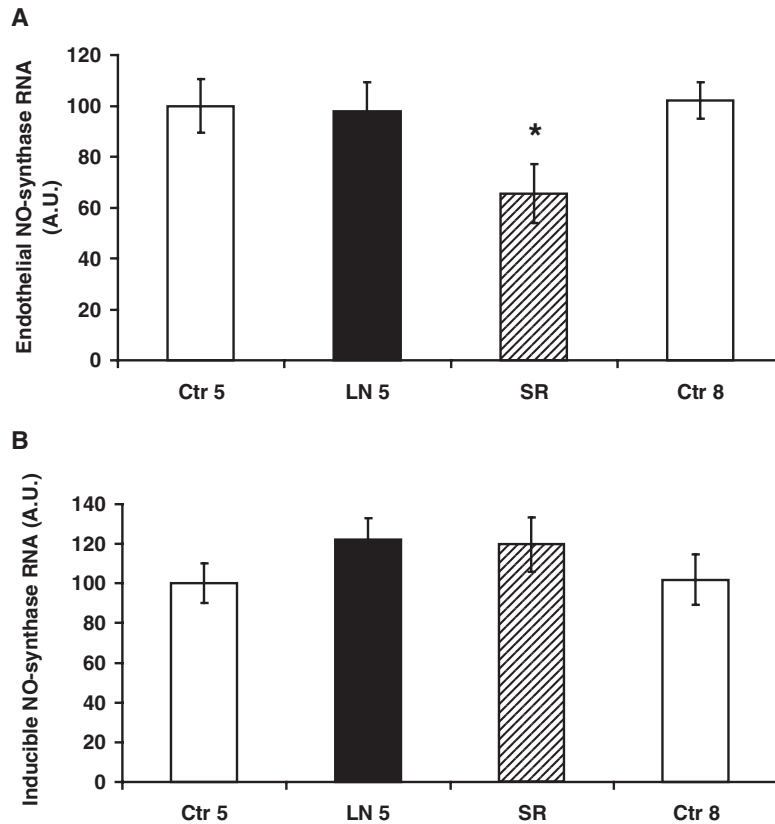 A
Endothelial NO-synthase RNA
(A.U.)
120
100
80
60
40
20
0
*
Ctr 5 LN 5 SR Ctr 8
B
Inducible NO-synthase RNA (A.U.)
140
120
100
80
60
40
20
0
Ctr 5 LN 5 SR Ctr 8